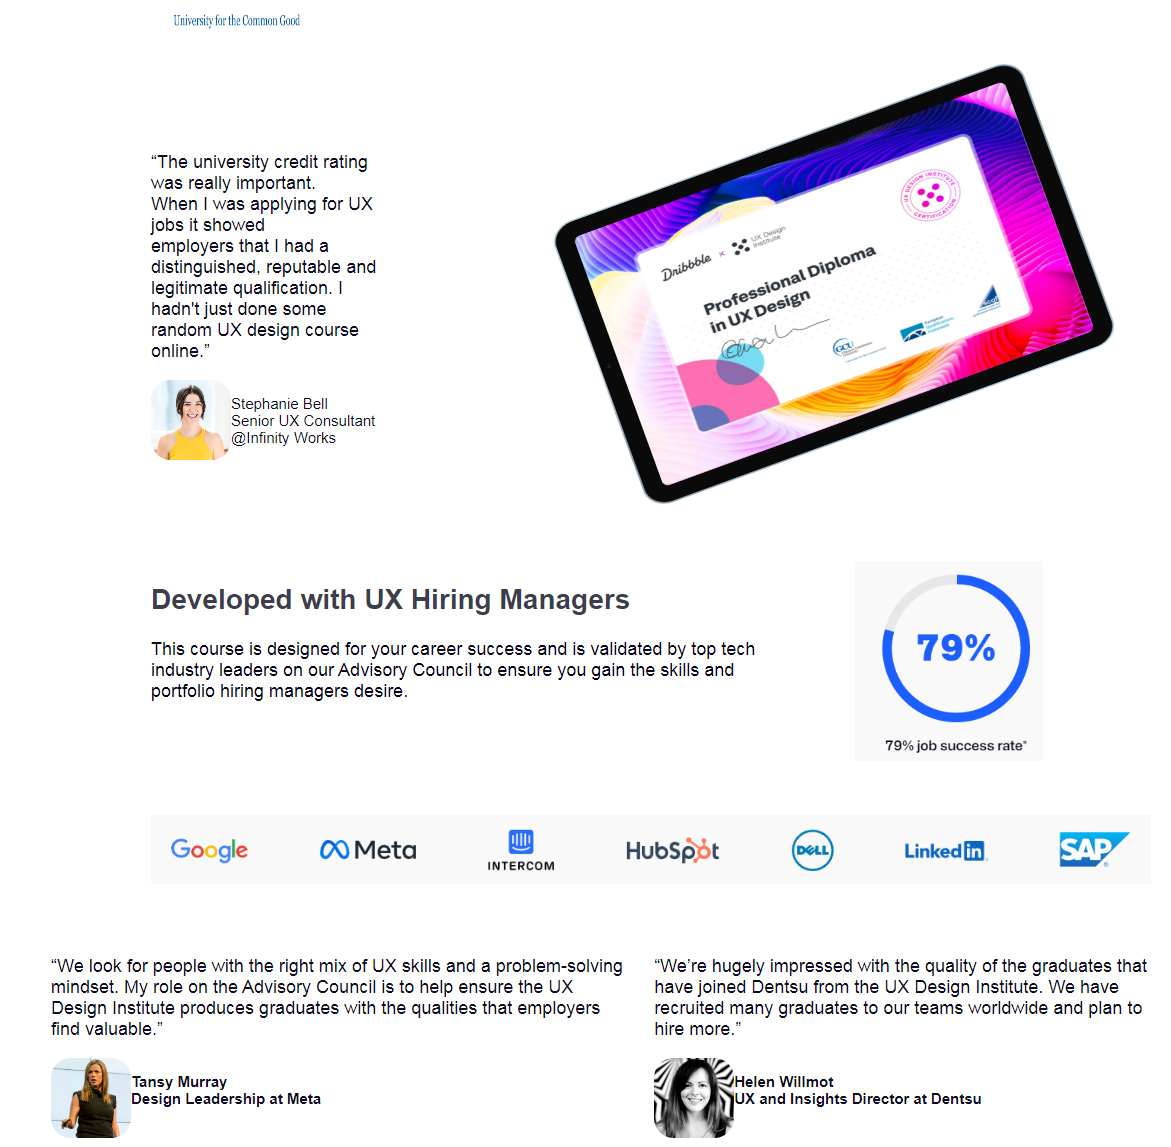 University for the Common Good
“The university credit rating
was really important.
When I was applying for UX
jobs it showed
employers that I had a
distinguished, reputable and
legitimate qualification. I
hadn't just done some
random UX design course
online.”
Stephanie Bell
Senior UX Consultant
@Infinity Works
UX DESIGN INSTITUTE
CERTIFICATION
Dribbble × UX Design
Institute
Professional Diploma
in UX Design
GCU
European
Qualifications
Framework
Developed with UX Hiring Managers
This course is designed for your career success and is validated by top tech
industry leaders on our Advisory Council to ensure you gain the skills and
portfolio hiring managers desire.
79%
79% job success rate*
Google
Meta
INTERCOM
HubSpot
DELL
Linked in
SAP
“We look for people with the right mix of UX skills and a problem-solving
mindset. My role on the Advisory Council is to help ensure the UX
Design Institute produces graduates with the qualities that employers
find valuable.”
Tansy Murray
Design Leadership at Meta
“We’re hugely impressed with the quality of the graduates that
have joined Dentsu from the UX Design Institute. We have
recruited many graduates to our teams worldwide and plan to
hire more.”
Helen Willmot
UX and Insights Director at Dentsu